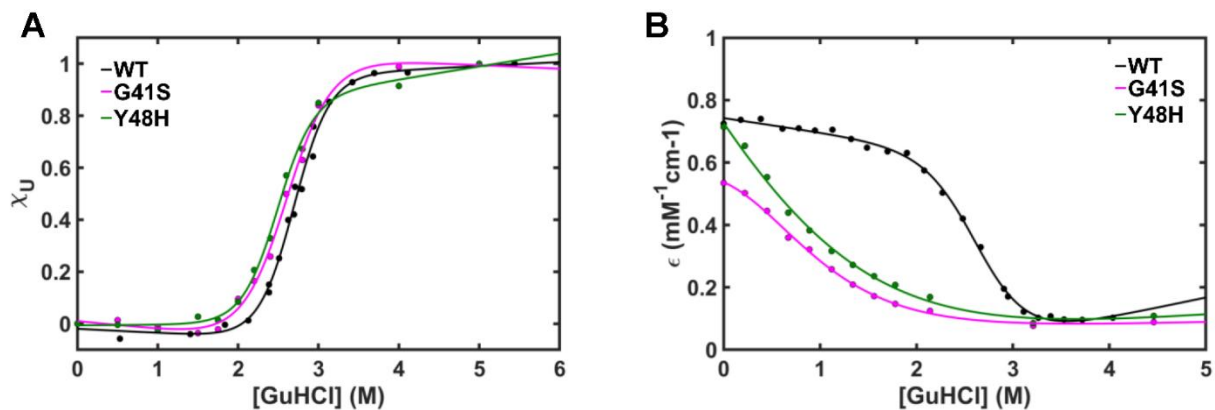 A
WT
G41S
Y48H
χU
1
0.8
0.6
0.4
0.2
0
0 1 2 3 4 5 6
[GuHCl] (M)
B
WT
G41S
Y48H
ϵ (mM-1cm-1)
1
0.8
0.6
0.4
0.2
0
0 1 2 3 4 5
[GuHCl] (M)